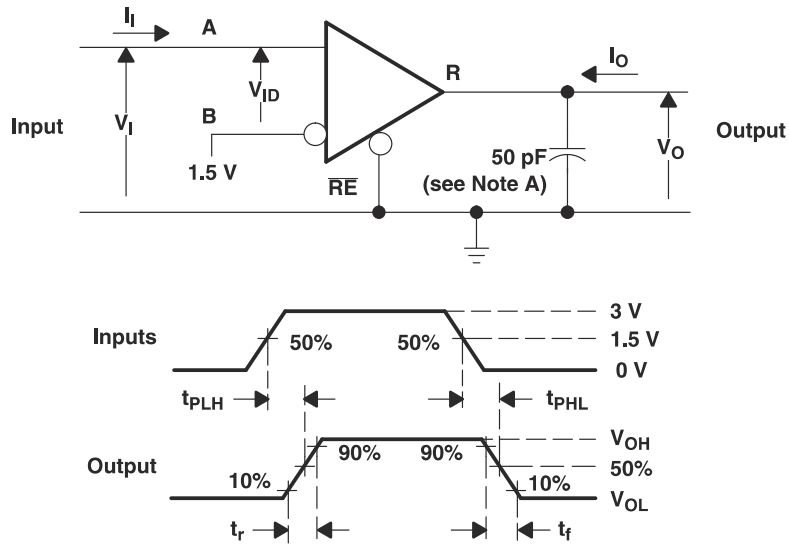 I_I
A
I_O
R
V_ID
Input
V_I
B
1.5 V
R̅E̅
50 pF
(see Note A)
V_O
Output
3 V
Inputs
50%
50%
1.5 V
0 V
t_PLH
t_PHL
V_OH
90%
90%
Output
50%
10%
10%
V_OL
t_r
t_f